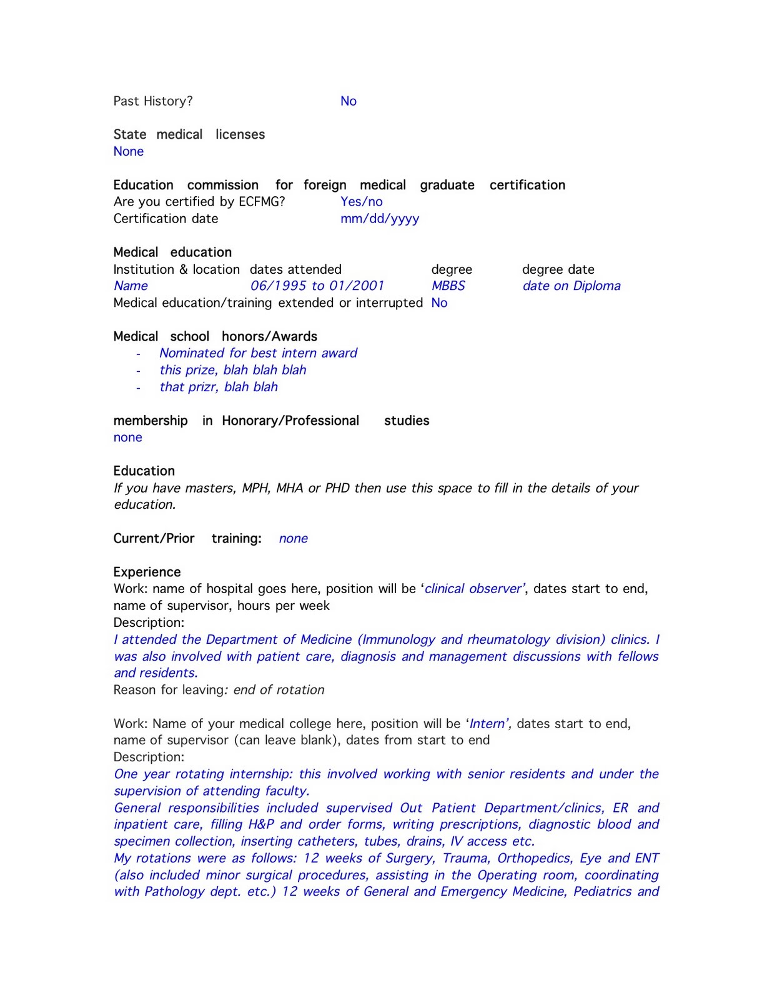 Past History? No
State medical licenses
None
Education commission for foreign medical graduate certification
Are you certified by ECFMG? Yes/no
Certification date mm/dd/yyyy
Medical education
Institution & location dates attended degree degree date
Name 06/1995 to 01/2001 MBBS date on Diploma
Medical education/training extended or interrupted No
Medical school honors/Awards
- Nominated for best intern award
- this prize, blah blah blah
- that prizr, blah blah
membership in Honorary/Professional studies
none
Education
If you have masters, MPH, MHA or PHD then use this space to fill in the details of your
education.
Current/Prior training: none
Experience
Work: name of hospital goes here, position will be ‘clinical observer’, dates start to end,
name of supervisor, hours per week
Description:
I attended the Department of Medicine (Immunology and rheumatology division) clinics. I
was also involved with patient care, diagnosis and management discussions with fellows
and residents.
Reason for leaving: end of rotation
Work: Name of your medical college here, position will be ‘Intern’, dates start to end,
name of supervisor (can leave blank), dates from start to end
Description:
One year rotating internship: this involved working with senior residents and under the
supervision of attending faculty.
General responsibilities included supervised Out Patient Department/clinics, ER and
inpatient care, filling H&P and order forms, writing prescriptions, diagnostic blood and
specimen collection, inserting catheters, tubes, drains, IV access etc.
My rotations were as follows: 12 weeks of Surgery, Trauma, Orthopedics, Eye and ENT
(also included minor surgical procedures, assisting in the Operating room, coordinating
with Pathology dept. etc.) 12 weeks of General and Emergency Medicine, Pediatrics and